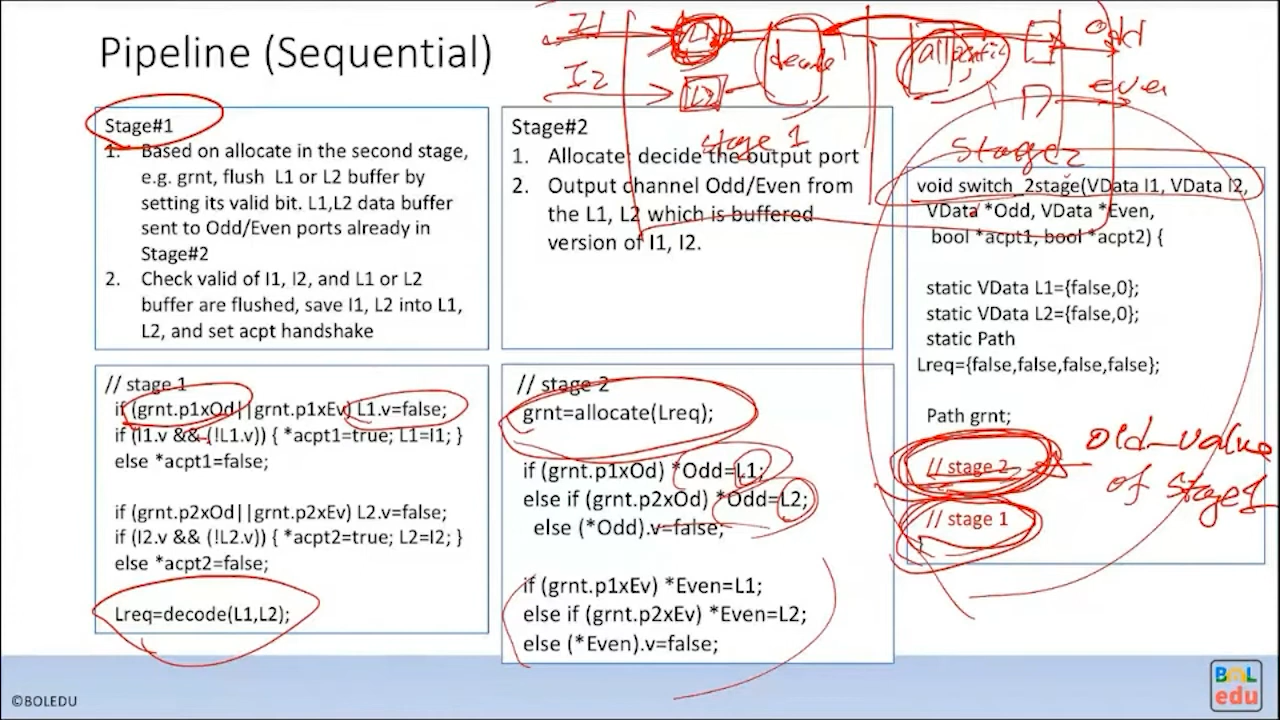 Pipeline (Sequential)
I1
L1
decode
allocate
odd
I2
L2
even
stage 1
stage 2
Stage#1
1. Based on allocate in the second stage,
e.g. grnt, flush L1 or L2 buffer by
setting its valid bit. L1,L2 data buffer
sent to Odd/Even ports already in
Stage#2
2. Check valid of I1, I2, and L1 or L2
buffer are flushed, save I1, L2 into L1,
L2, and set acpt handshake
Stage#2
1. Allocate: decide the output port
2. Output channel Odd/Even from
the L1, L2 which is buffered
version of I1, I2.
// stage 1
if (grnt.p1xOd||grnt.p1xEv) L1.v=false;
if (I1.v && (!L1.v)) { *acpt1=true; L1=I1; }
else *acpt1=false;
if (grnt.p2xOd||grnt.p2xEv) L2.v=false;
if (I2.v && (!L2.v)) { *acpt2=true; L2=I2; }
else *acpt2=false;
Lreq=decode(L1,L2);
// stage 2
grnt=allocate(Lreq);
if (grnt.p1xOd) *Odd=L1;
else if (grnt.p2xOd) *Odd=L2;
else (*Odd).v=false;
if (grnt.p1xEv) *Even=L1;
else if (grnt.p2xEv) *Even=L2;
else (*Even).v=false;
void switch_2stage(VData I1, VData I2,
VData *Odd, VData *Even,
bool *acpt1, bool *acpt2) {
static VData L1={false,0};
static VData L2={false,0};
static Path
Lreq={false,false,false,false};
Path grnt;
// stage 2
// stage 1
old-value
of stage1
©BOLEDU
BOL
edu